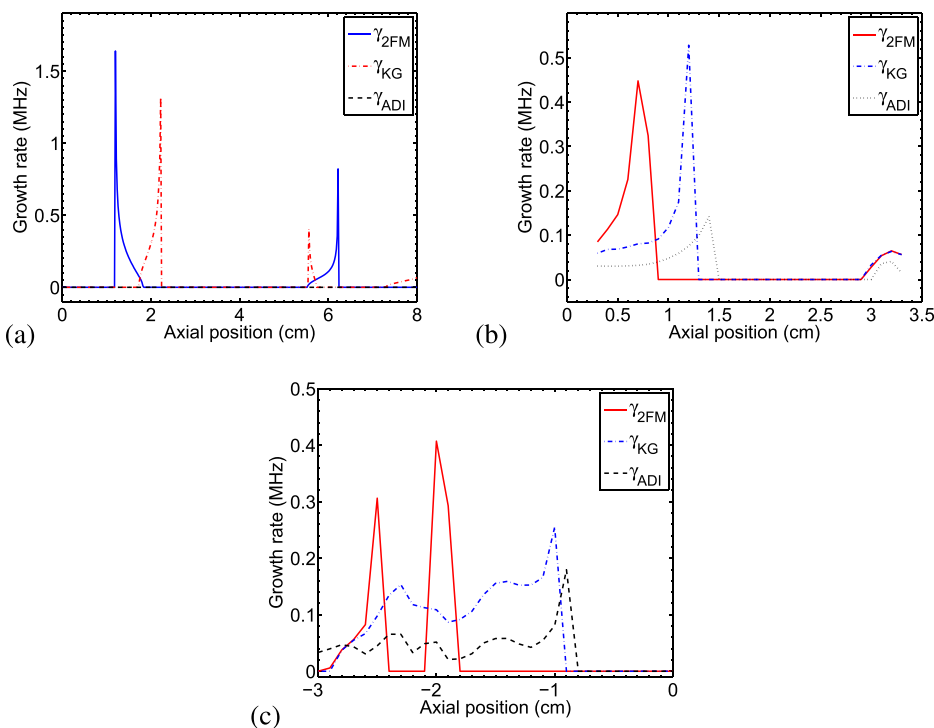 γ2FM
γKG
γADI
1.5
1
0.5
0
Growth rate (MHz)
0 2 4 6 8
Axial position (cm)
(a)
γ2FM
γKG
γADI
0.5
0.4
0.3
0.2
0.1
0
Growth rate (MHz)
0 0.5 1 1.5 2 2.5 3 3.5
Axial position (cm)
(b)
γ2FM
γKG
γADI
0.5
0.4
0.3
0.2
0.1
0
Growth rate (MHz)
−3 −2 −1 0
Axial position (cm)
(c)